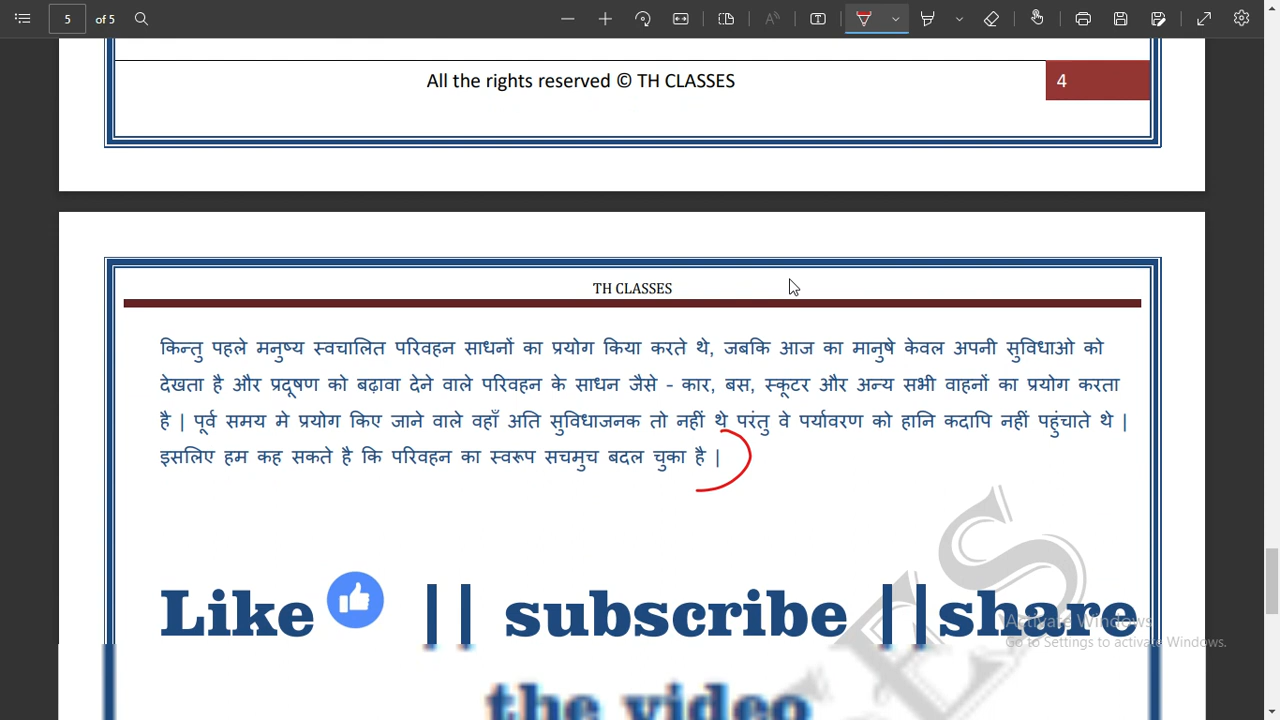 5 of 5
All the rights reserved © TH CLASSES 4
TH CLASSES
किन्तु पहले मनुष्य स्वचालित परिवहन साधनों का प्रयोग किया करते थे, जबकि आज का मानुषे केवल अपनी सुविधाओ को
देखता है और प्रदूषण को बढ़ावा देने वाले परिवहन के साधन जैसे - कार, बस, स्कूटर और अन्य सभी वाहनों का प्रयोग करता
है | पूर्व समय मे प्रयोग किए जाने वाले वहाँ अति सुविधाजनक तो नहीं थे परंतु वे पर्यावरण को हानि कदापि नहीं पहुंचाते थे |
इसलिए हम कह सकते है कि परिवहन का स्वरूप सचमुच बदल चुका है |
Like || subscribe ||share
Activate Windows
Go to Settings to activate Windows.
the video